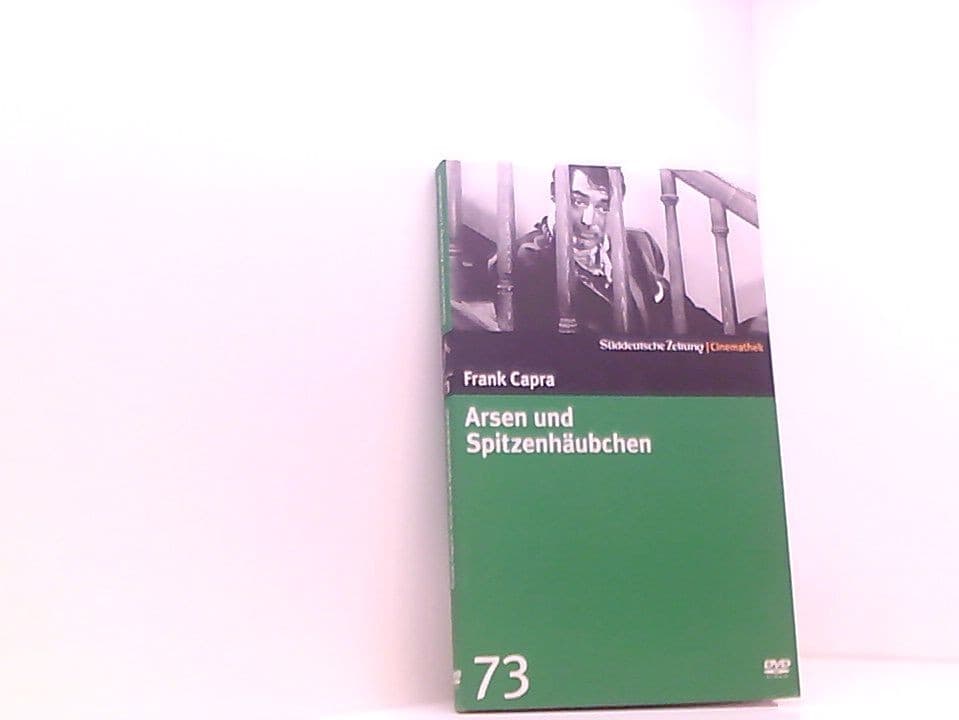 Süddeutsche Zeitung | Cinemathek
Frank Capra
Arsen und
Spitzenhäubchen
73
DVD